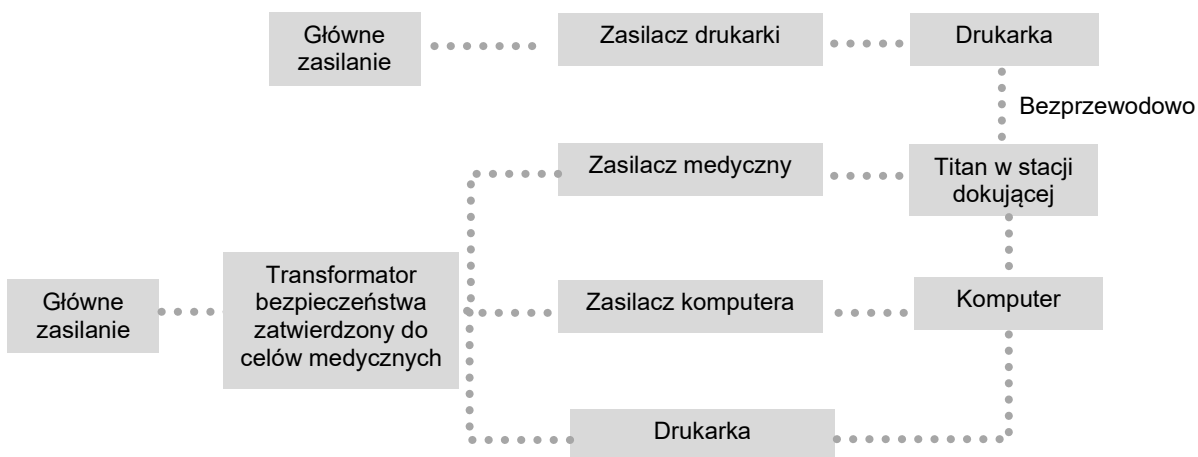 Główne
zasilanie
Zasilacz drukarki
Drukarka
Bezprzewodowo
Zasilacz medyczny
Titan w stacji
dokującej
Główne
zasilanie
Transformator
bezpieczeństwa
zatwierdzony do
celów medycznych
Zasilacz komputera
Komputer
Drukarka